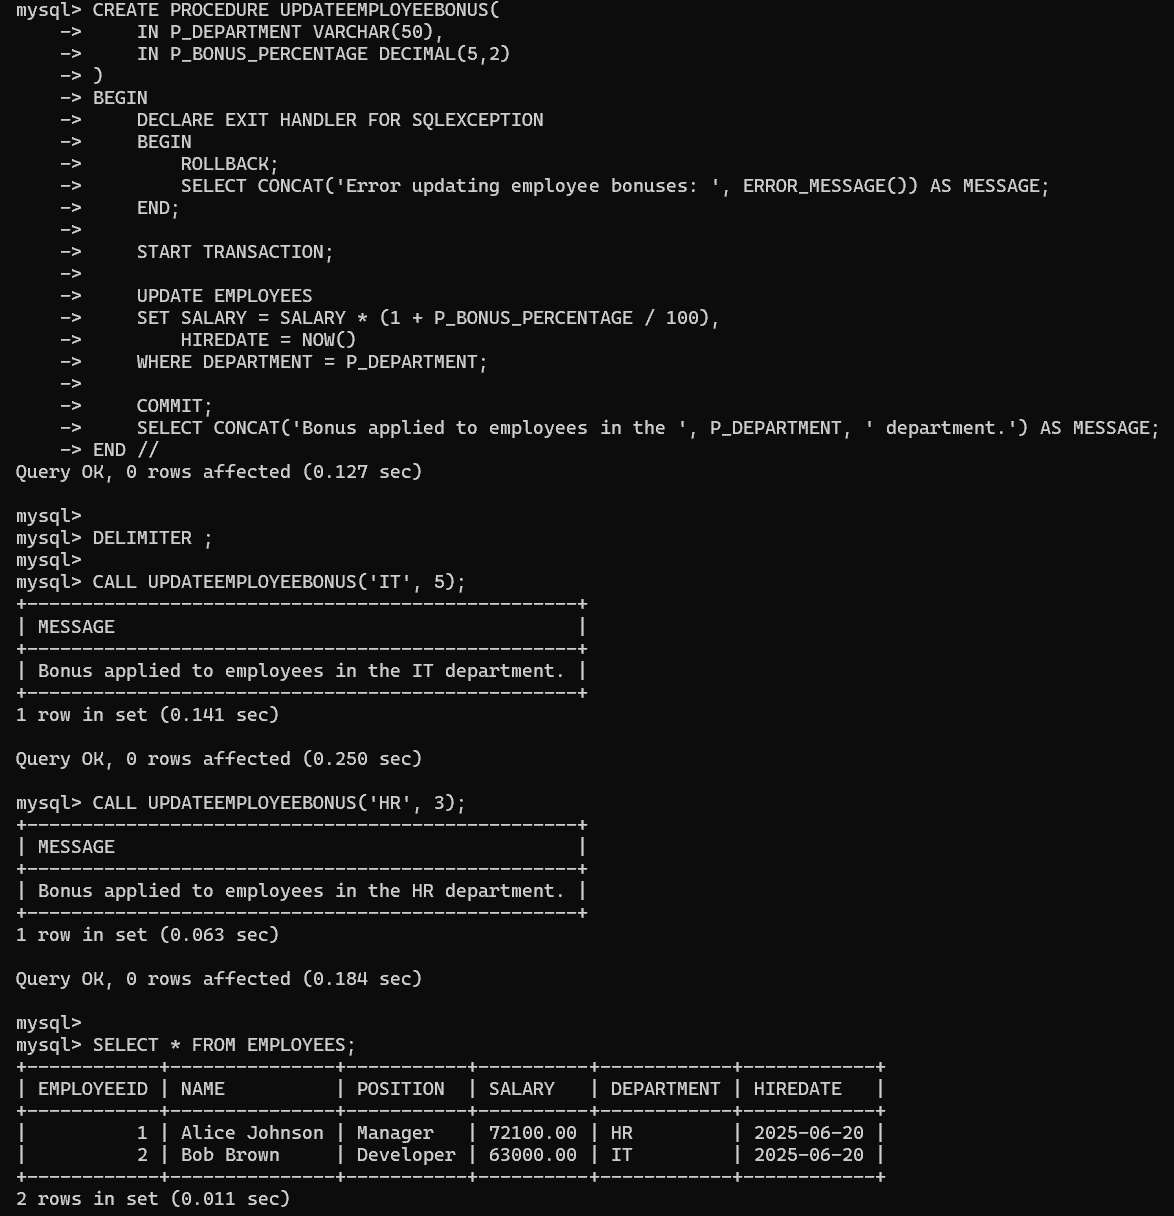 mysql> CREATE PROCEDURE UPDATEEMPLOYEEBONUS(
    ->     IN P_DEPARTMENT VARCHAR(50),
    ->     IN P_BONUS_PERCENTAGE DECIMAL(5,2)
    -> )
    -> BEGIN
    ->     DECLARE EXIT HANDLER FOR SQLEXCEPTION
    ->     BEGIN
    ->         ROLLBACK;
    ->         SELECT CONCAT('Error updating employee bonuses: ', ERROR_MESSAGE()) AS MESSAGE;
    ->     END;
    ->
    ->     START TRANSACTION;
    ->
    ->     UPDATE EMPLOYEES
    ->     SET SALARY = SALARY * (1 + P_BONUS_PERCENTAGE / 100),
    ->         HIREDATE = NOW()
    ->     WHERE DEPARTMENT = P_DEPARTMENT;
    ->
    ->     COMMIT;
    ->     SELECT CONCAT('Bonus applied to employees in the ', P_DEPARTMENT, ' department.') AS MESSAGE;
    -> END //
Query OK, 0 rows affected (0.127 sec)

mysql>
mysql> DELIMITER ;
mysql>
mysql> CALL UPDATEEMPLOYEEBONUS('IT', 5);
+--------------------------------------------------+
| MESSAGE                                          |
+--------------------------------------------------+
| Bonus applied to employees in the IT department. |
+--------------------------------------------------+
1 row in set (0.141 sec)

Query OK, 0 rows affected (0.250 sec)

mysql> CALL UPDATEEMPLOYEEBONUS('HR', 3);
+--------------------------------------------------+
| MESSAGE                                          |
+--------------------------------------------------+
| Bonus applied to employees in the HR department. |
+--------------------------------------------------+
1 row in set (0.063 sec)

Query OK, 0 rows affected (0.184 sec)

mysql>
mysql> SELECT * FROM EMPLOYEES;
+------------+---------------+-----------+----------+------------+------------+
| EMPLOYEEID | NAME          | POSITION  | SALARY   | DEPARTMENT | HIREDATE   |
+------------+---------------+-----------+----------+------------+------------+
|          1 | Alice Johnson | Manager   | 72100.00 | HR         | 2025-06-20 |
|          2 | Bob Brown     | Developer | 63000.00 | IT         | 2025-06-20 |
+------------+---------------+-----------+----------+------------+------------+
2 rows in set (0.011 sec)